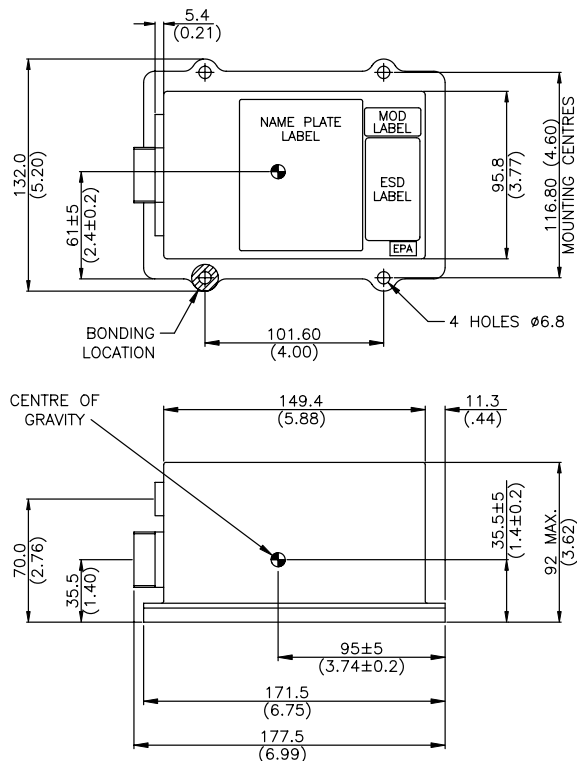 5.4
(0.21)
132.0
(5.20)
61±5
(2.4±0.2)
NAME PLATE
LABEL
MOD
LABEL
ESD
LABEL
EPA
95.8
(3.77)
116.80 (4.60)
MOUNTING CENTRES
BONDING
LOCATION
101.60
(4.00)
4 HOLES ø6.8
CENTRE OF
GRAVITY
149.4
(5.88)
11.3
(.44)
70.0
(2.76)
35.5
(1.40)
35.5±5
(1.4±0.2)
92 MAX.
(3.62)
95±5
(3.74±0.2)
171.5
(6.75)
177.5
(6.99)